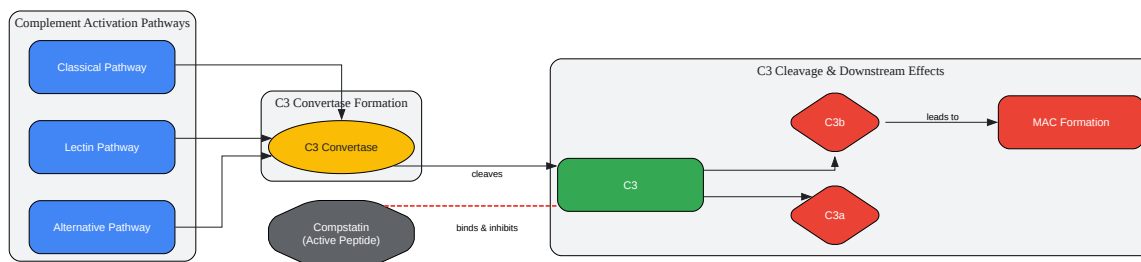 Complement Activation Pathways
Classical Pathway
Lectin Pathway
Alternative Pathway
C3 Convertase Formation
C3 Convertase
Compstatin
(Active Peptide)
cleaves
binds & inhibits
C3 Cleavage & Downstream Effects
C3
C3b
C3a
leads to
MAC Formation